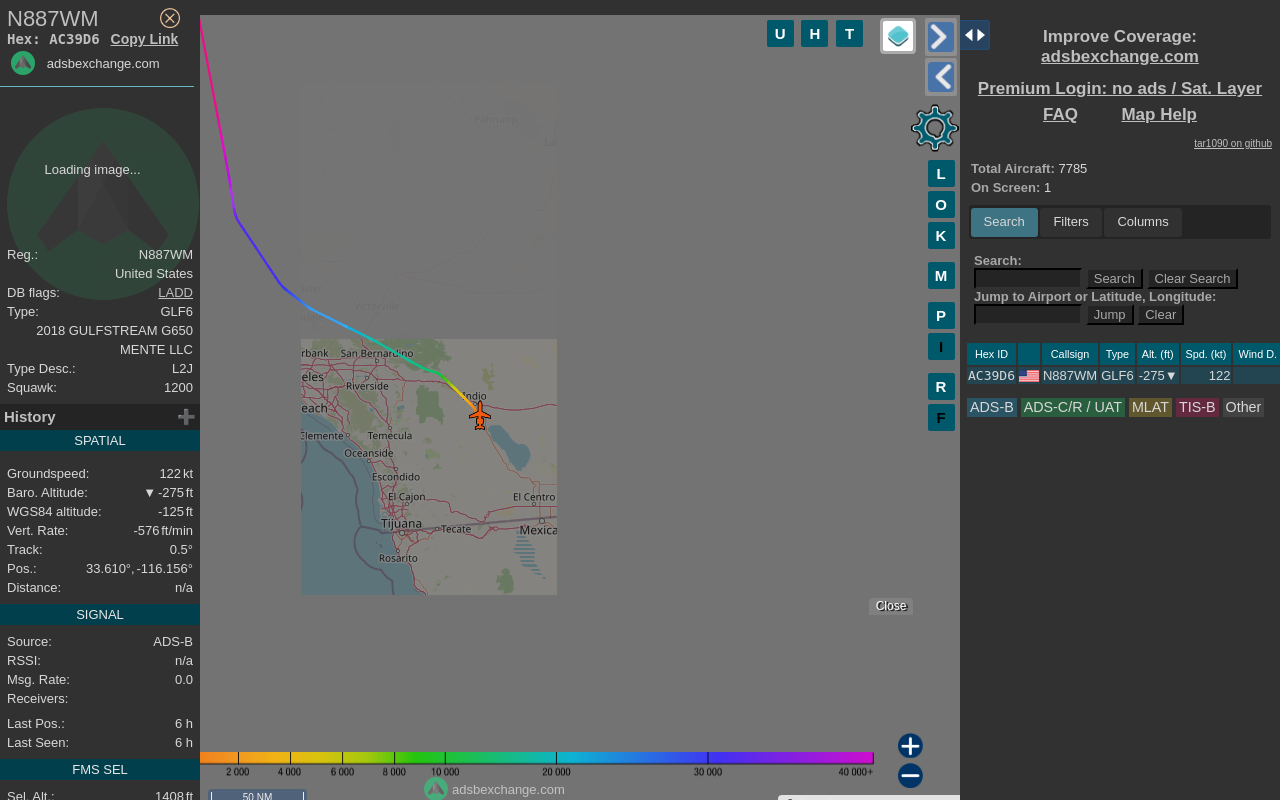 N887WM
Hex: AC39D6 Copy Link
adsbexchange.com
Loading image...
Reg.: N887WM
United States
DB flags: LADD
Type: GLF6
2018 GULFSTREAM G650
MENTE LLC
Type Desc.: L2J
Squawk: 1200
History
SPATIAL
Groundspeed: 122 kt
Baro. Altitude: ▼ -275 ft
WGS84 altitude: -125 ft
Vert. Rate: -576 ft/min
Track: 0.5°
Pos.: 33.610°, -116.156°
Distance: n/a
SIGNAL
Source: ADS-B
RSSI: n/a
Msg. Rate: 0.0
Receivers:
Last Pos.: 6 h
Last Seen: 6 h
FMS SEL
Sel. Alt.: 1408 ft
U H T
L
O
K
M
P
I
R
F
rbank San Bernardino
eles
Riverside
Indio
each
Clemente Temecula
Oceanside
Escondido
El Cajon El Centro
Tijuana Tecate Mexica
Rosarito
Close
2 000 4 000 6 000 8 000 10 000 20 000 30 000 40 000+
adsbexchange.com
50 NM
Improve Coverage:
adsbexchange.com
Premium Login: no ads / Sat. Layer
FAQ Map Help
tar1090 on github
Total Aircraft: 7785
On Screen: 1
Search Filters Columns
Search:
Search Clear Search
Jump to Airport or Latitude, Longitude:
Jump Clear
Hex ID Callsign Type Alt. (ft) Spd. (kt) Wind D.
AC39D6 N887WM GLF6 -275▼ 122
ADS-B ADS-C/R / UAT MLAT TIS-B Other